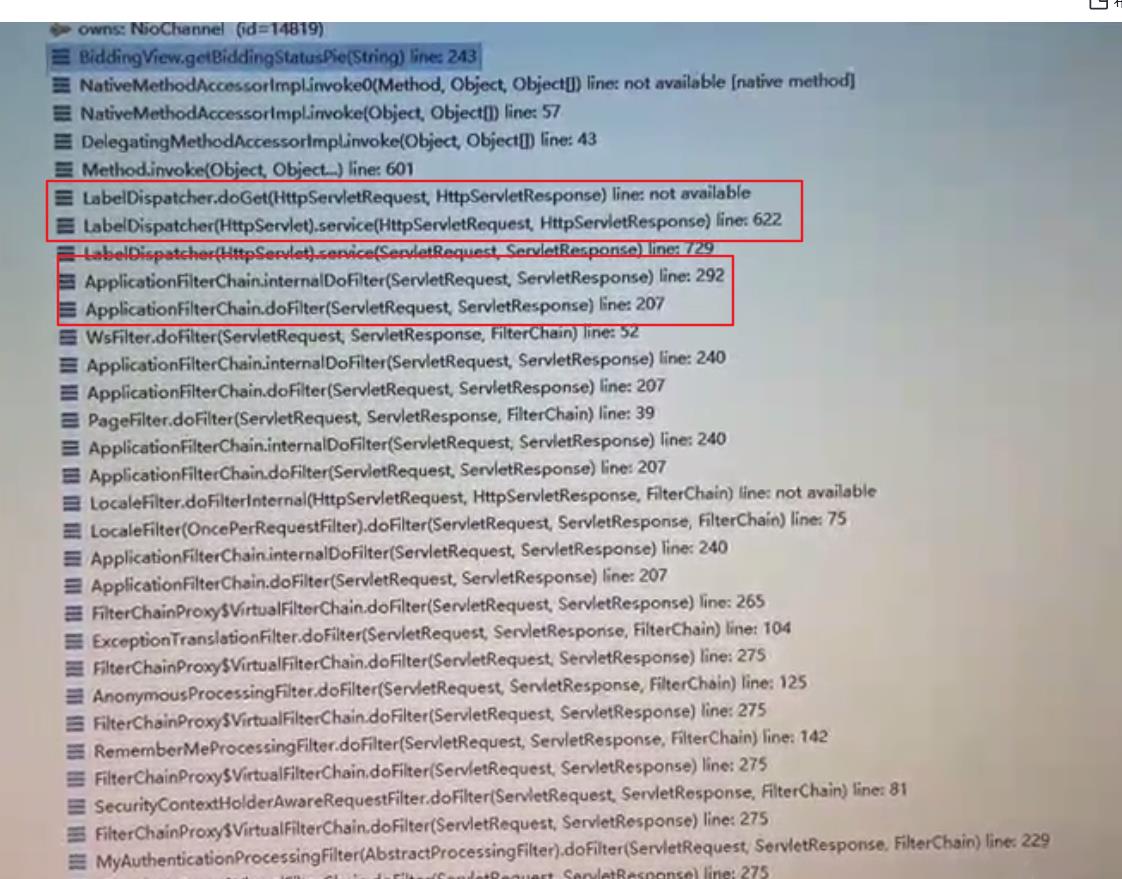 owns: NioChannel (id=14819)
BiddingView.getBiddingStatusPie(String) line: 243
NativeMethodAccessorImpl.invoke0(Method, Object, Object[]) line: not available [native method]
NativeMethodAccessorImpl.invoke(Object, Object[]) line: 57
DelegatingMethodAccessorImpl.invoke(Object, Object[]) line: 43
Method.invoke(Object, Object...) line: 601
LabelDispatcher.doGet(HttpServletRequest, HttpServletResponse) line: not available
LabelDispatcher(HttpServlet).service(HttpServletRequest, HttpServletResponse) line: 622
LabelDispatcher(HttpServlet).service(ServletRequest, ServletResponse) line: 729
ApplicationFilterChain.internalDoFilter(ServletRequest, ServletResponse) line: 292
ApplicationFilterChain.doFilter(ServletRequest, ServletResponse) line: 207
WsFilter.doFilter(ServletRequest, ServletResponse, FilterChain) line: 52
ApplicationFilterChain.internalDoFilter(ServletRequest, ServletResponse) line: 240
ApplicationFilterChain.doFilter(ServletRequest, ServletResponse) line: 207
PageFilter.doFilter(ServletRequest, ServletResponse, FilterChain) line: 39
ApplicationFilterChain.internalDoFilter(ServletRequest, ServletResponse) line: 240
ApplicationFilterChain.doFilter(ServletRequest, ServletResponse) line: 207
LocaleFilter.doFilterInternal(HttpServletRequest, HttpServletResponse, FilterChain) line: not available
LocaleFilter(OncePerRequestFilter).doFilter(ServletRequest, ServletResponse, FilterChain) line: 75
ApplicationFilterChain.internalDoFilter(ServletRequest, ServletResponse) line: 240
ApplicationFilterChain.doFilter(ServletRequest, ServletResponse) line: 207
FilterChainProxy$VirtualFilterChain.doFilter(ServletRequest, ServletResponse) line: 265
ExceptionTranslationFilter.doFilter(ServletRequest, ServletResponse, FilterChain) line: 104
FilterChainProxy$VirtualFilterChain.doFilter(ServletRequest, ServletResponse) line: 275
AnonymousProcessingFilter.doFilter(ServletRequest, ServletResponse, FilterChain) line: 125
FilterChainProxy$VirtualFilterChain.doFilter(ServletRequest, ServletResponse) line: 275
RememberMeProcessingFilter.doFilter(ServletRequest, ServletResponse, FilterChain) line: 142
FilterChainProxy$VirtualFilterChain.doFilter(ServletRequest, ServletResponse) line: 275
SecurityContextHolderAwareRequestFilter.doFilter(ServletRequest, ServletResponse, FilterChain) line: 81
FilterChainProxy$VirtualFilterChain.doFilter(ServletRequest, ServletResponse) line: 275
MyAuthenticationProcessingFilter(AbstractProcessingFilter).doFilter(ServletRequest, ServletResponse, FilterChain) line: 229
ServletResponse) line: 275